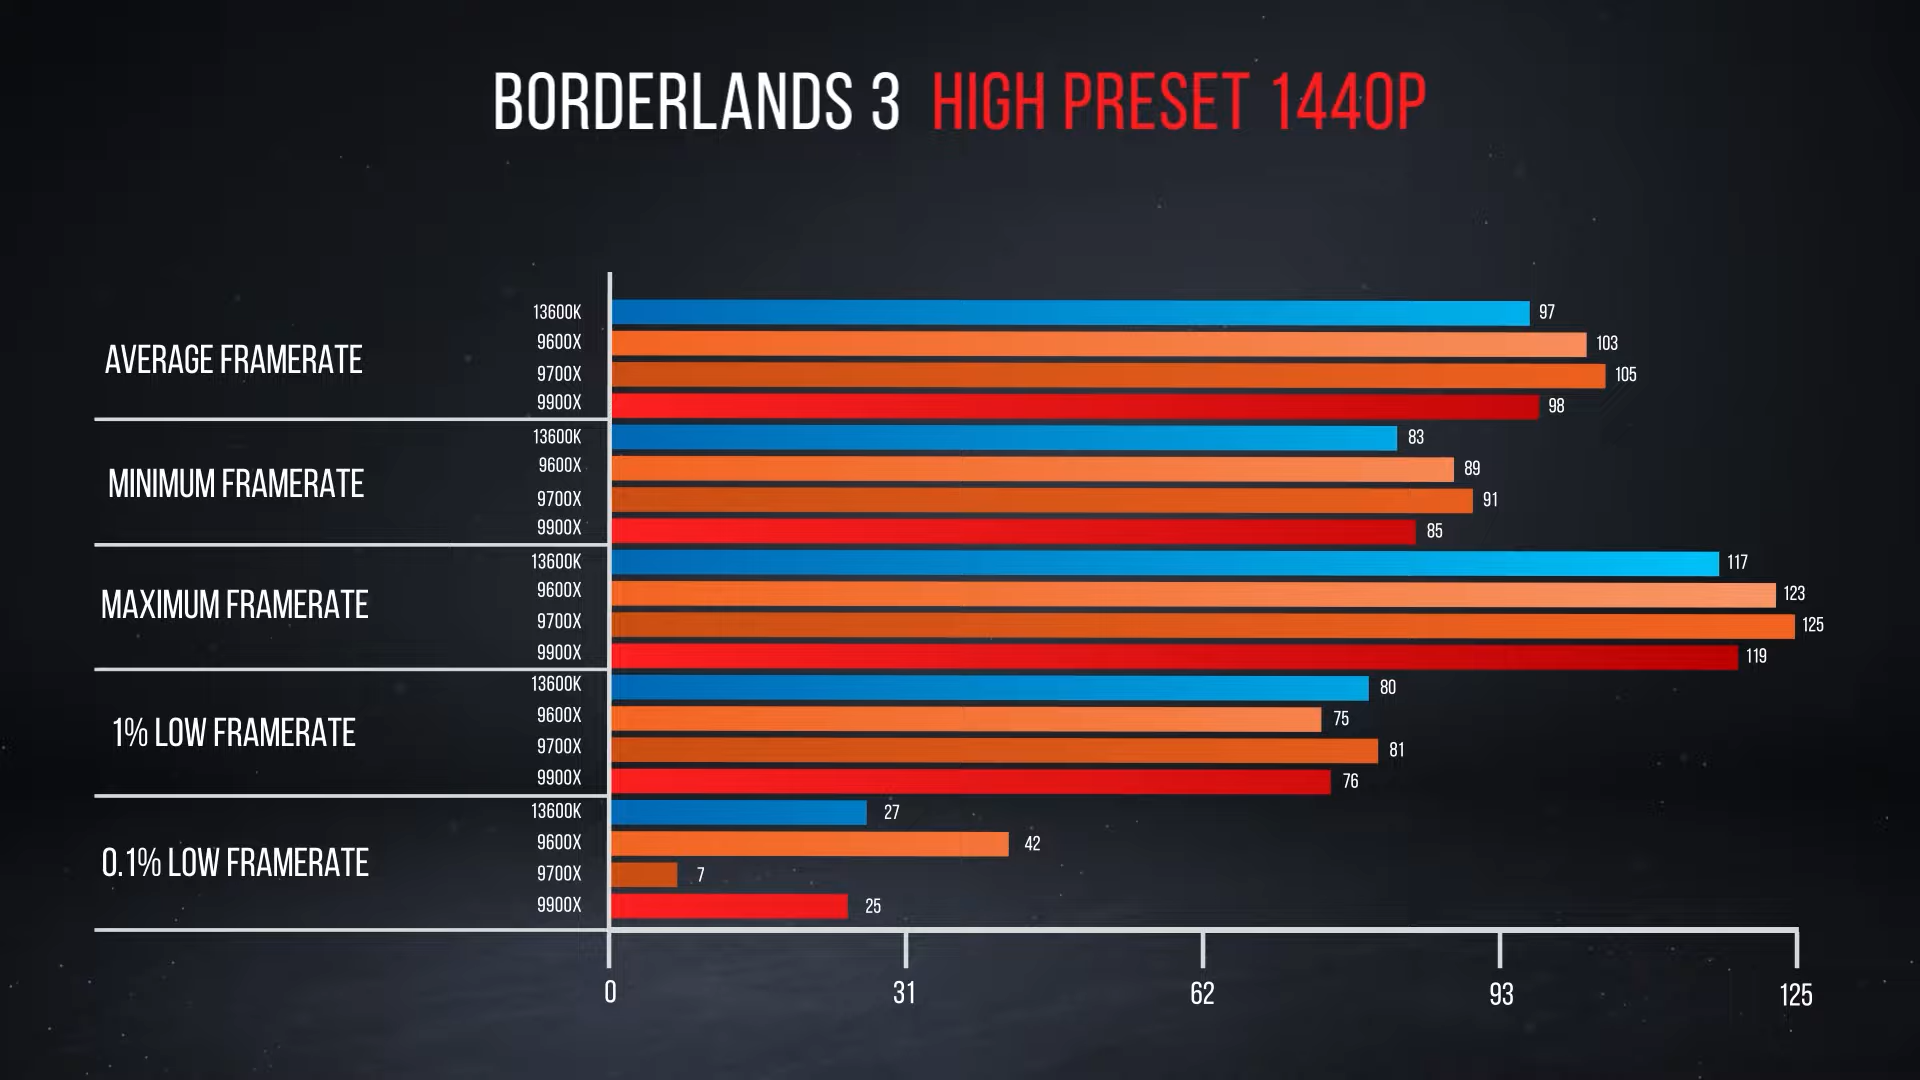 BORDERLANDS 3 HIGH PRESET 1440P
AVERAGE FRAMERATE
13600K 97
9600X 103
9700X 105
9900X 98
MINIMUM FRAMERATE
13600K 83
9600X 89
9700X 91
9900X 85
MAXIMUM FRAMERATE
13600K 117
9600X 123
9700X 125
9900X 119
1% LOW FRAMERATE
13600K 80
9600X 75
9700X 81
9900X 76
0.1% LOW FRAMERATE
13600K 27
9600X 42
9700X 7
9900X 25
0 31 62 93 125